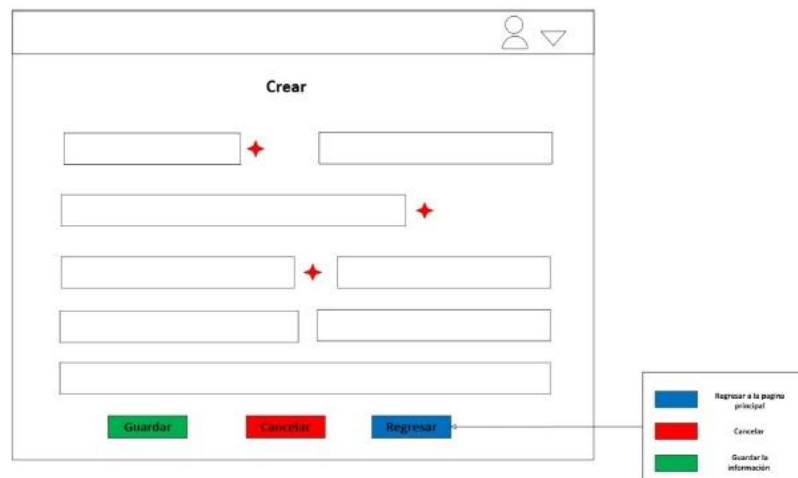 Crear
Guardar
Cancelar
Regresar
Regresar a la pagina
principal
Cancelar
Guardar la
información